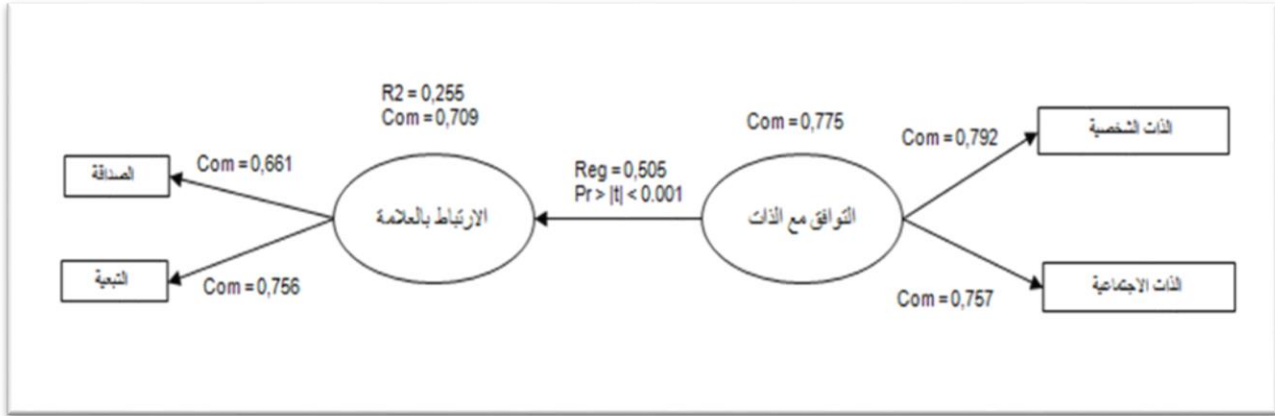 R2 = 0,255
Com = 0,709
Com = 0,775
الذات الشخصية
Com = 0,792
Reg = 0,505
Pr > |t| < 0.001
Com = 0,661
الصداقة
التوافق مع الذات
الارتباط بالعلامة
التبعية
Com = 0,756
الذات الاجتماعية
Com = 0,757